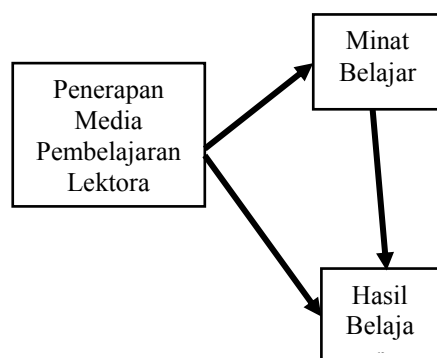 Penerapan
Media
Pembelajaran
Lektora
Minat
Belajar
Hasil
Belaja